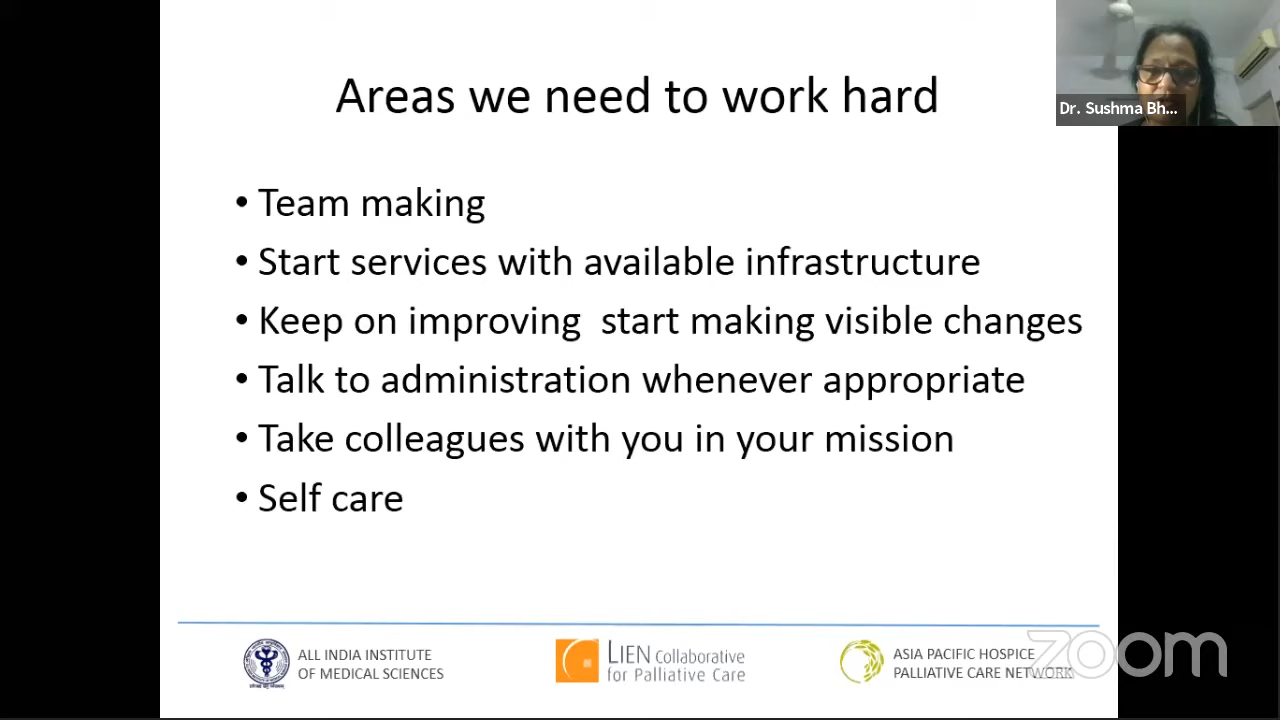 Areas we need to work hard
Dr. Sushma Bh...
• Team making
• Start services with available infrastructure
• Keep on improving  start making visible changes
• Talk to administration whenever appropriate
• Take colleagues with you in your mission
• Self care
ALL INDIA INSTITUTE
OF MEDICAL SCIENCES
LIEN Collaborative
for Palliative Care
ASIA PACIFIC HOSPICE
PALLIATIVE CARE NETWORK
zoom